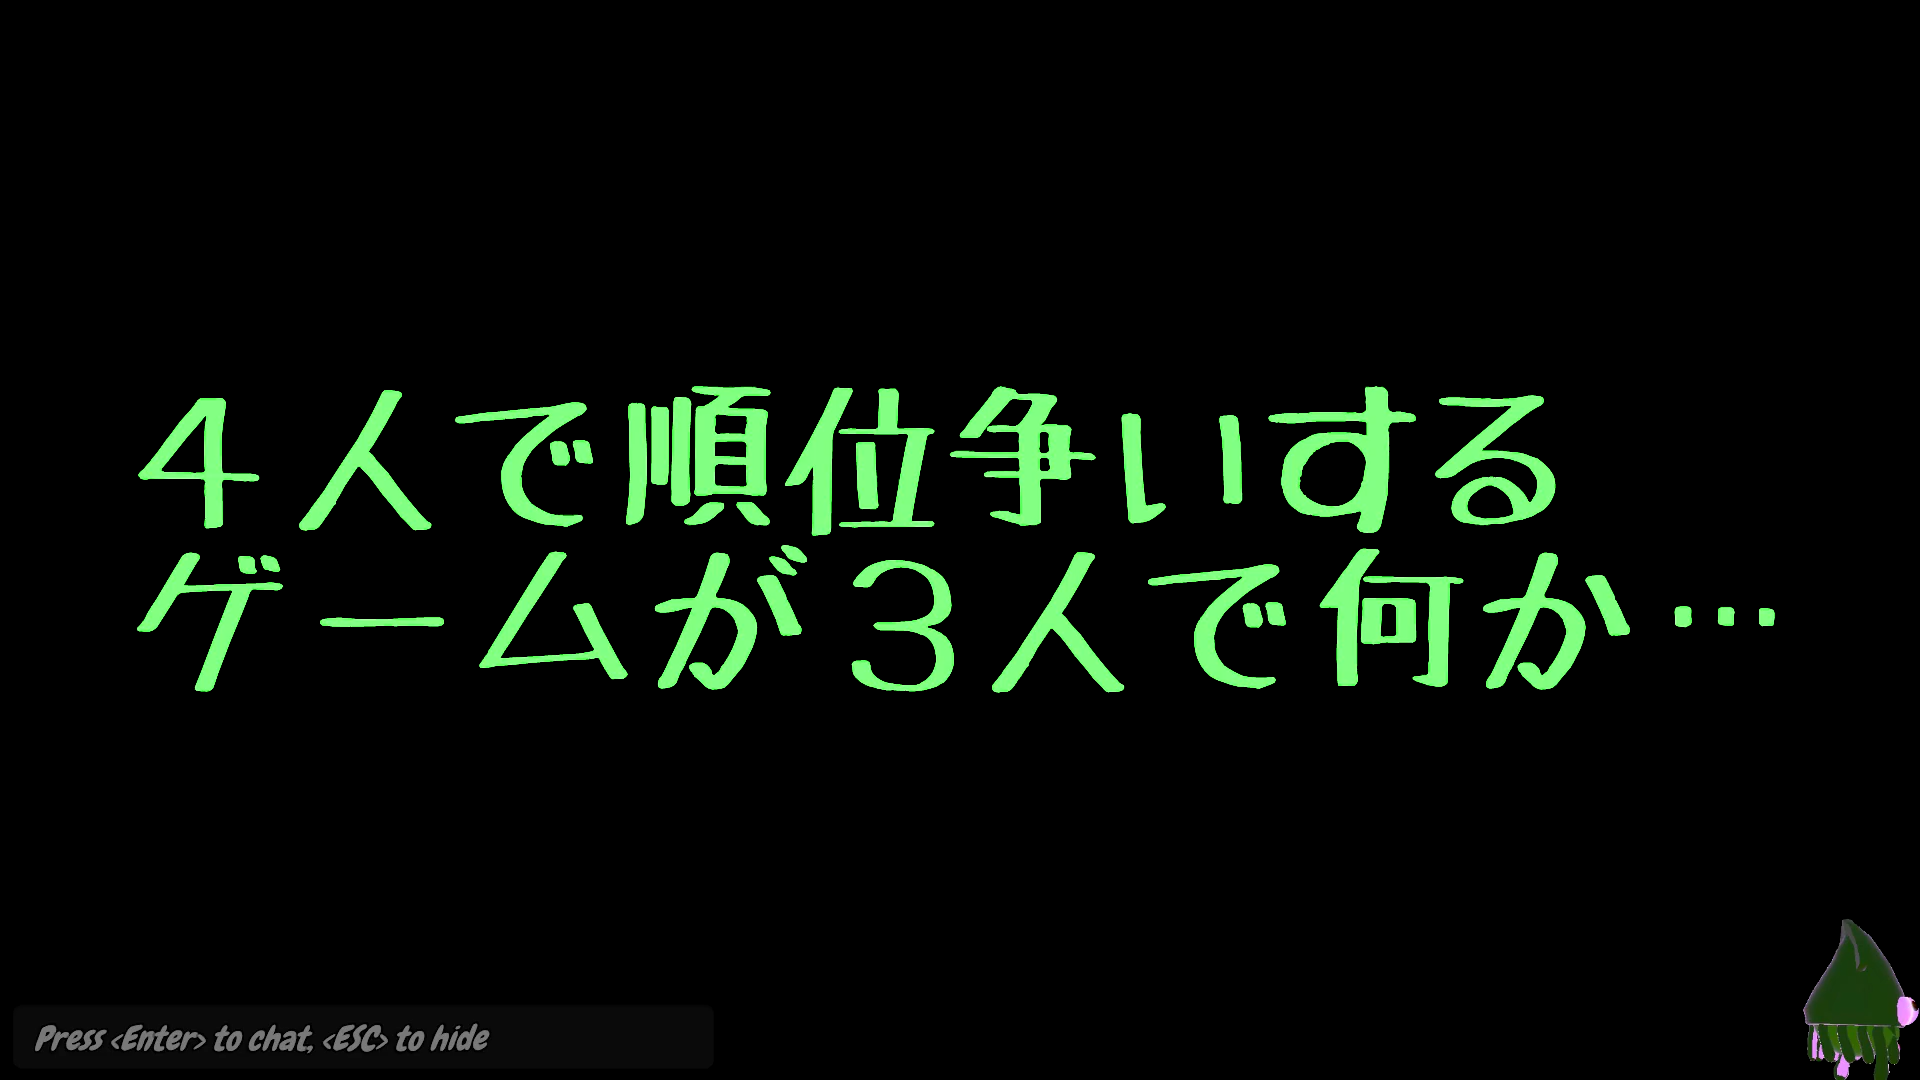 ４人で順位争いする
ゲームが３人で何か…
Press <Enter> to chat, <ESC> to hide